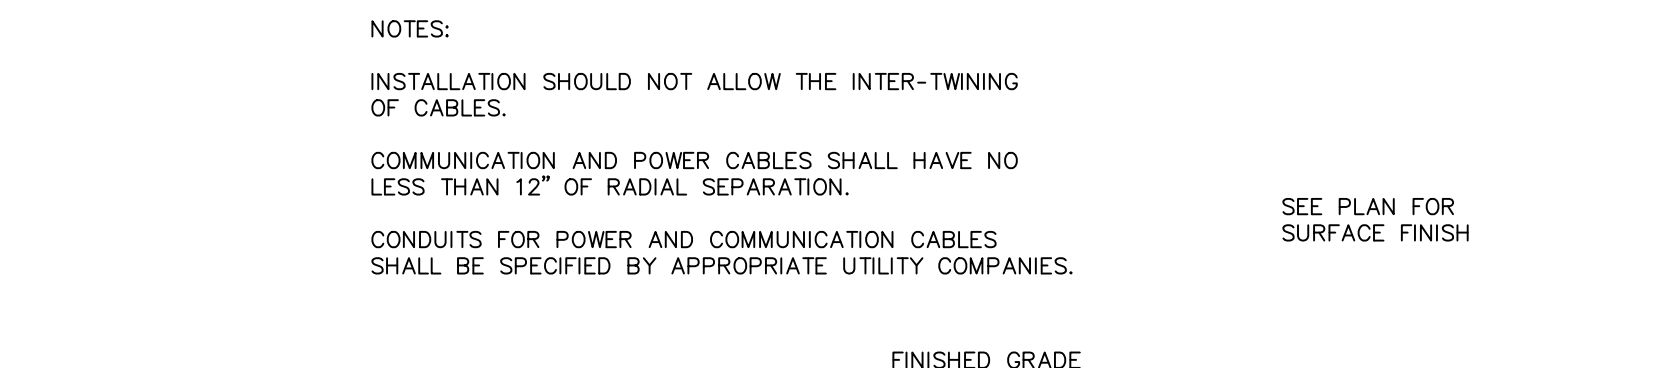 NOTES:
INSTALLATION SHOULD NOT ALLOW THE INTER-TWINING
OF CABLES.
COMMUNICATION AND POWER CABLES SHALL HAVE NO
LESS THAN 12” OF RADIAL SEPARATION.
CONDUITS FOR POWER AND COMMUNICATION CABLES
SHALL BE SPECIFIED BY APPROPRIATE UTILITY COMPANIES.
SEE PLAN FOR
SURFACE FINISH
FINISHED GRADE